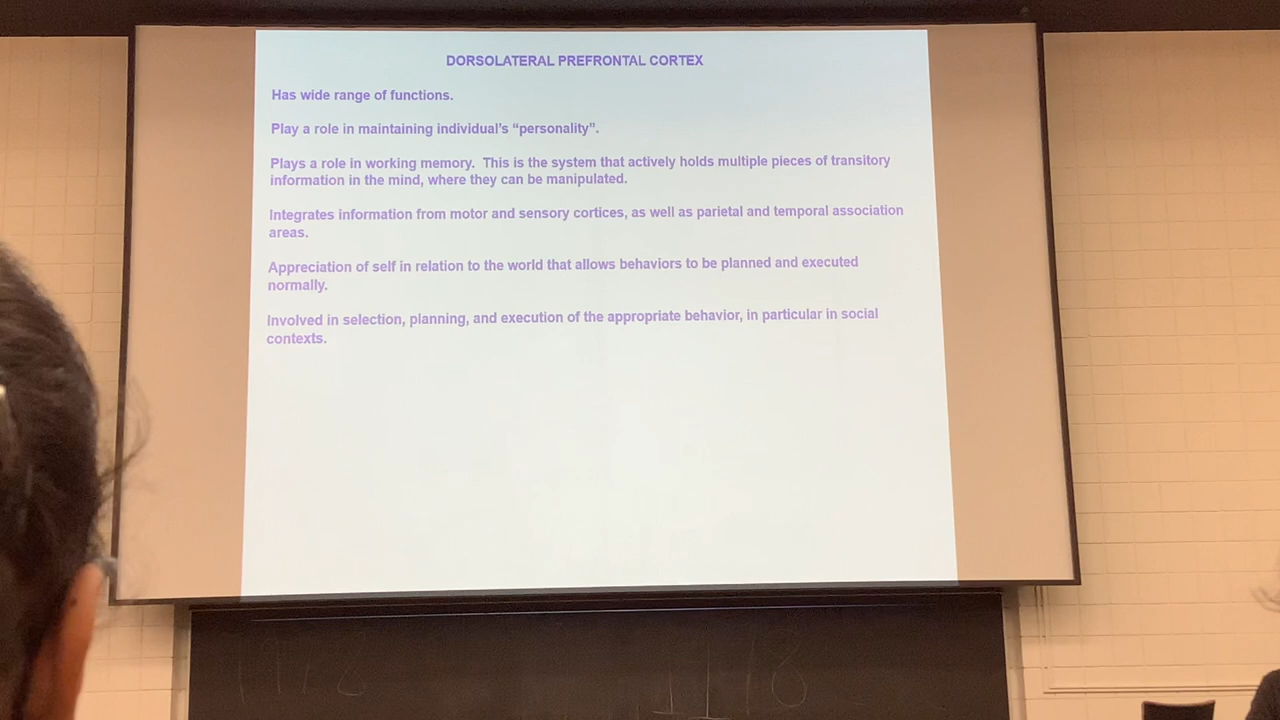 DORSOLATERAL PREFRONTAL CORTEX
Has wide range of functions.
Play a role in maintaining individual's “personality”.
Plays a role in working memory.  This is the system that actively holds multiple pieces of transitory
information in the mind, where they can be manipulated.
Integrates information from motor and sensory cortices, as well as parietal and temporal association
areas.
Appreciation of self in relation to the world that allows behaviors to be planned and executed
normally.
Involved in selection, planning, and execution of the appropriate behavior, in particular in social
contexts.